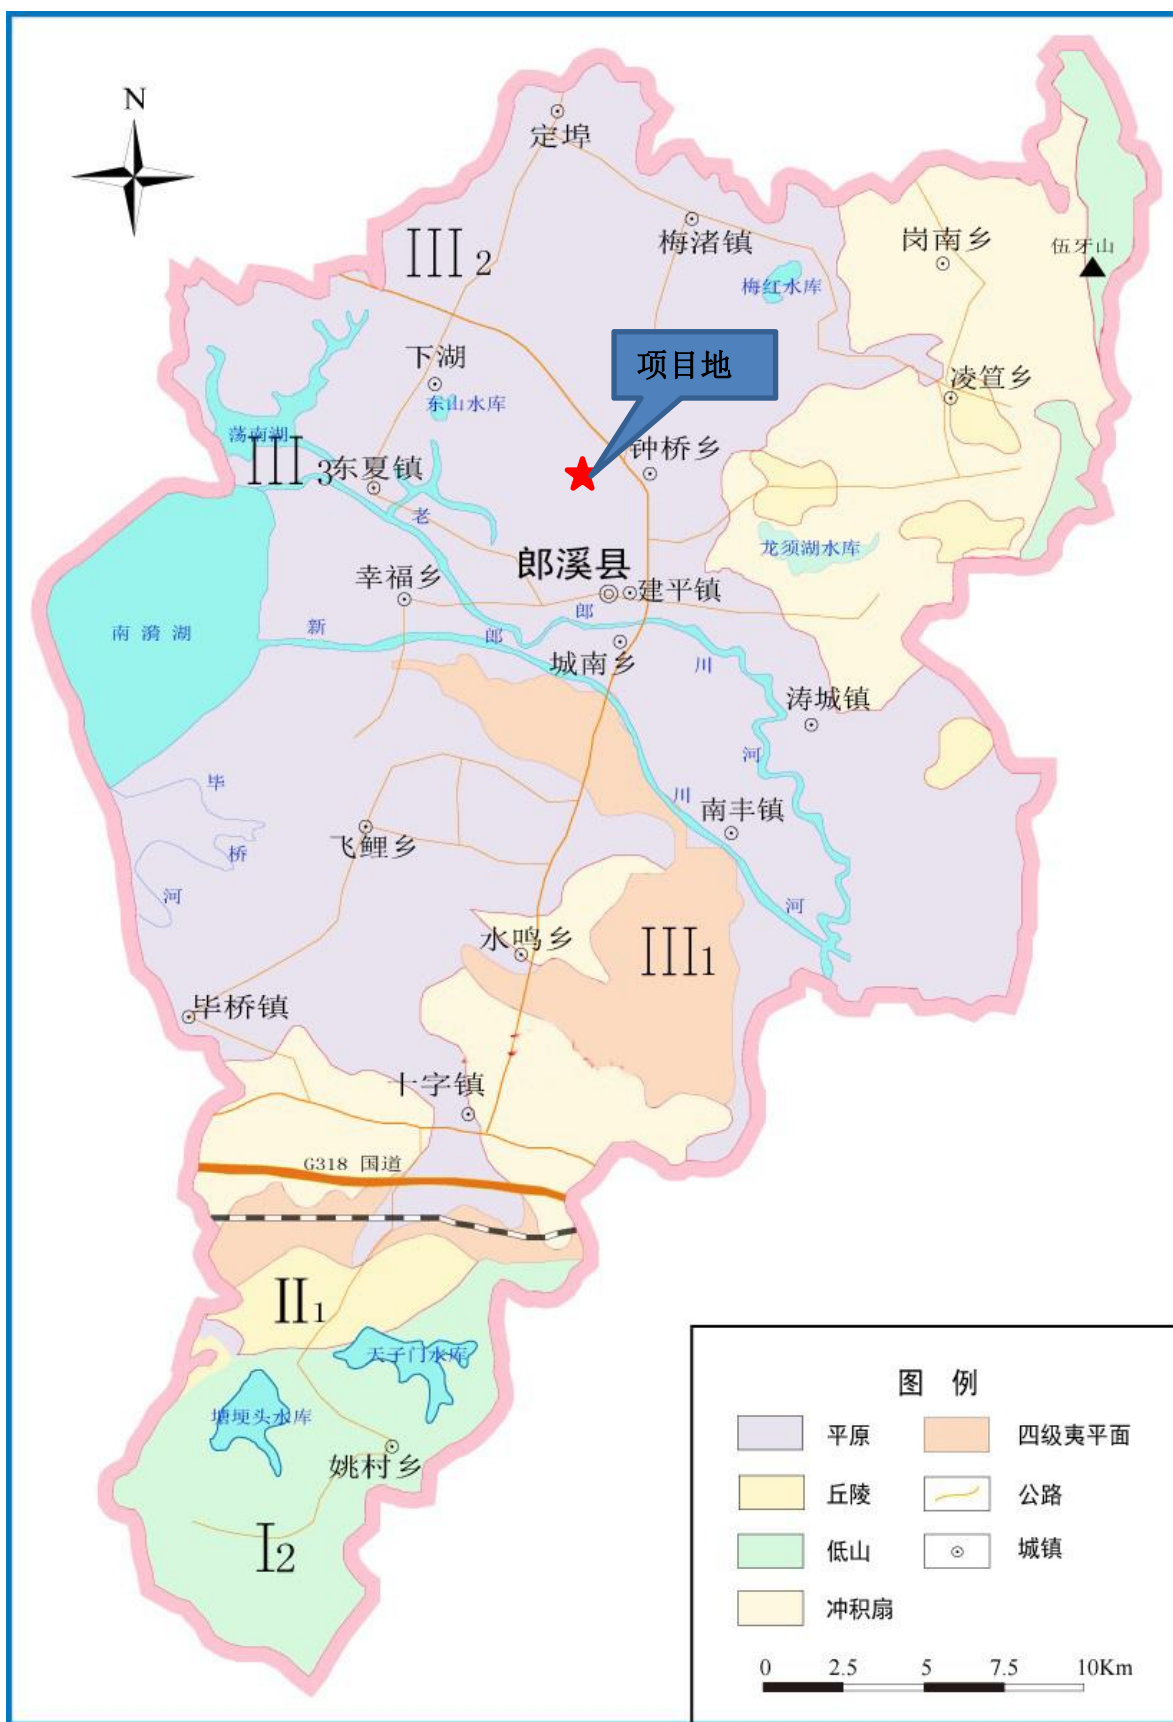 N
定埠
III2
梅渚镇
岗南乡
伍牙山
梅红水库
下湖
项目地
东山水库
凌笪乡
荡南湖
III3
东夏镇
钟桥乡
老
龙须湖水库
郎溪县
幸福乡
建平镇
郎
南漪湖
新
郎
城南乡
川
涛城镇
河
毕
川
南丰镇
飞鲤乡
桥
河
河
水鸣乡
III1
毕桥镇
十字镇
G318 国道
II1
天子门水库
塘埂头水库
姚村乡
I2
图 例
平原
四级夷平面
丘陵
公路
低山
城镇
冲积扇
0 2.5 5 7.5 10Km